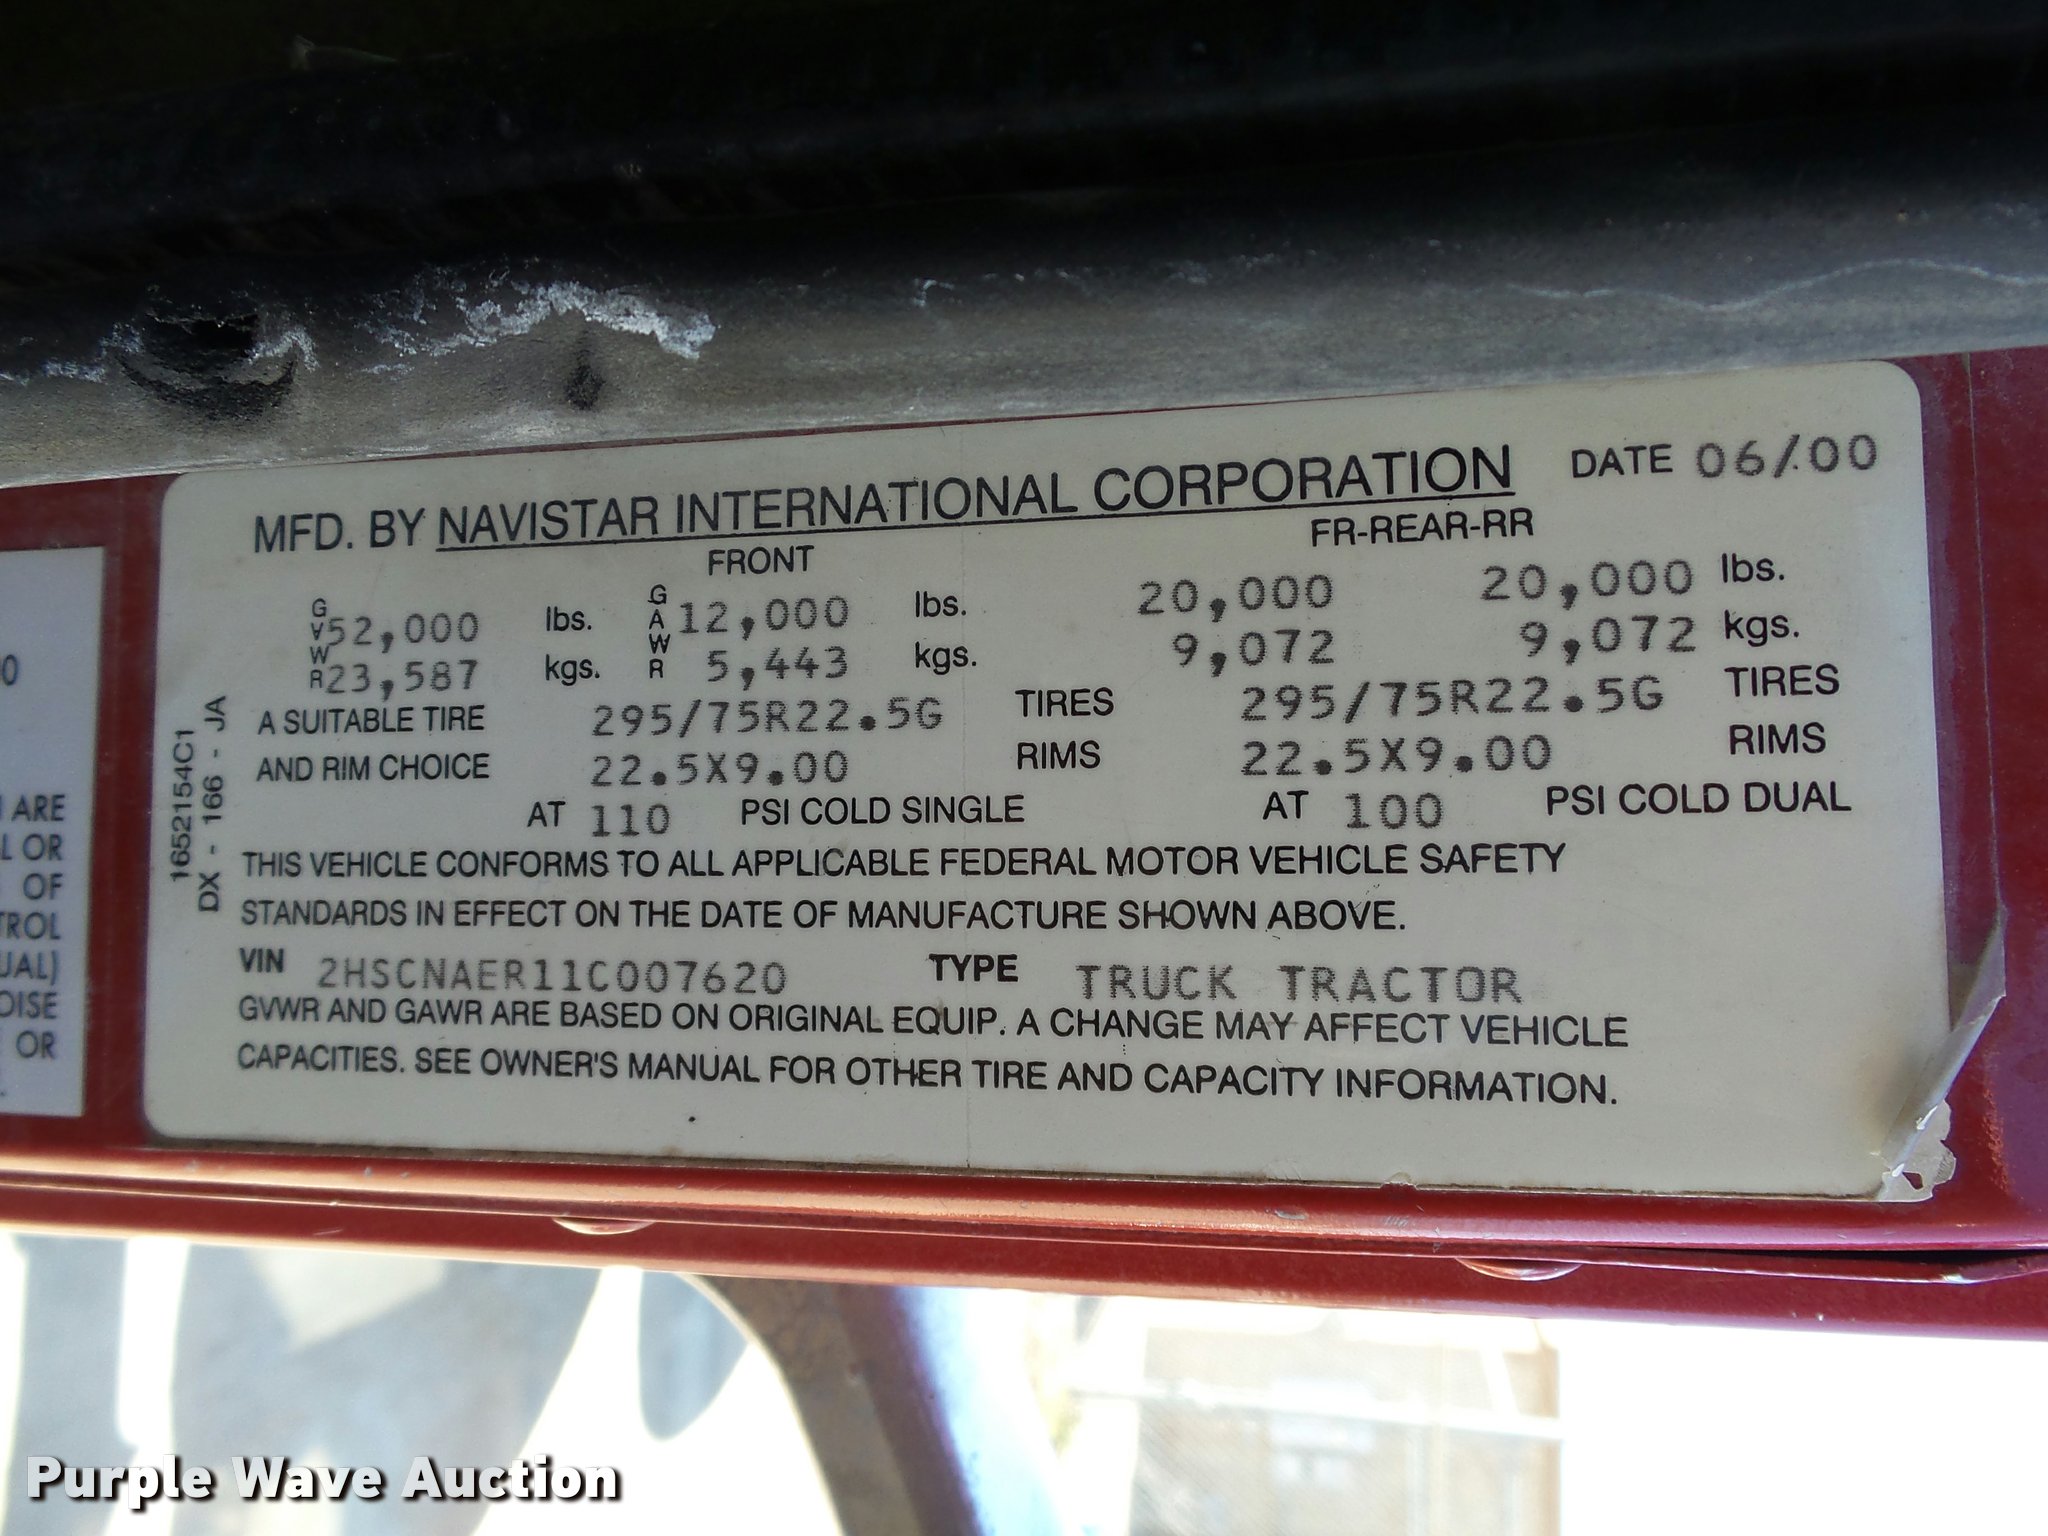 MFD. BY NAVISTAR INTERNATIONAL CORPORATION DATE 06/00
FRONT FR-REAR-RR
GVWR 52,000 lbs. GAWR 12,000 lbs. 20,000 20,000 lbs.
23,587 kgs. 5,443 kgs. 9,072 9,072 kgs.
A SUITABLE TIRE 295/75R22.5G TIRES 295/75R22.5G TIRES
AND RIM CHOICE 22.5X9.00 RIMS 22.5X9.00 RIMS
AT 110 PSI COLD SINGLE AT 100 PSI COLD DUAL
THIS VEHICLE CONFORMS TO ALL APPLICABLE FEDERAL MOTOR VEHICLE SAFETY
STANDARDS IN EFFECT ON THE DATE OF MANUFACTURE SHOWN ABOVE.
VIN 2HSCNAER11C007620 TYPE TRUCK TRACTOR
GVWR AND GAWR ARE BASED ON ORIGINAL EQUIP. A CHANGE MAY AFFECT VEHICLE
CAPACITIES. SEE OWNER'S MANUAL FOR OTHER TIRE AND CAPACITY INFORMATION.
1652154C1
DX - 166 - JA
ARE
OR
OF
OR
Purple Wave Auction